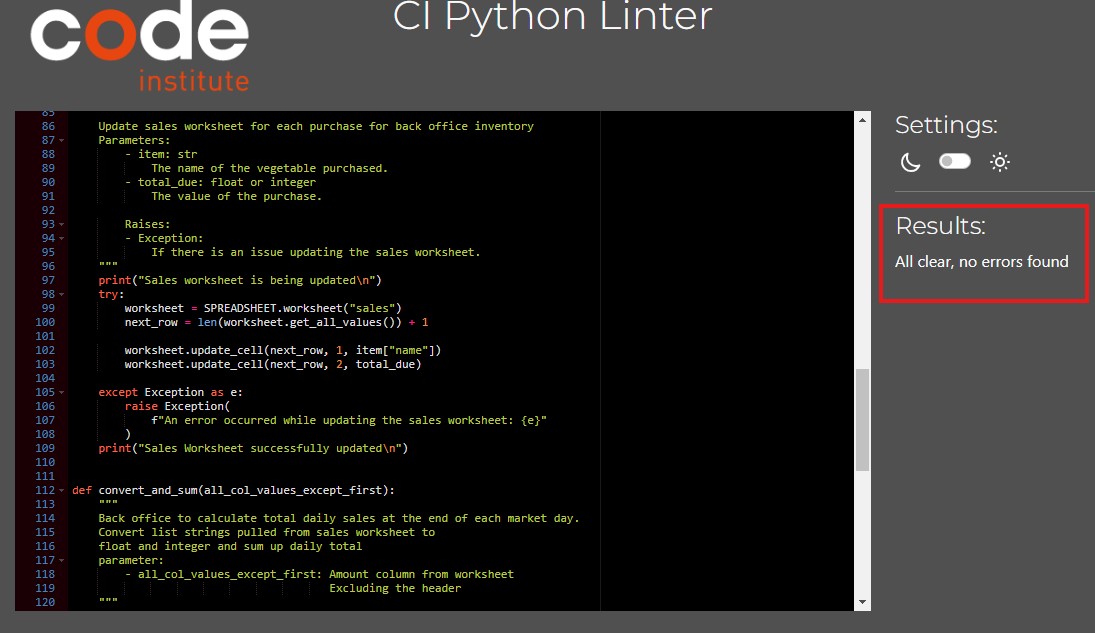 code
institute
CI Python Linter
85
86 Update sales worksheet for each purchase for back office inventory
87 Parameters:
88 - item: str
89 The name of the vegetable purchased.
90 - total_due: float or integer
91 The value of the purchase.
92
93 Raises:
94 - Exception:
95 If there is an issue updating the sales worksheet.
96 """
97 print("Sales worksheet is being updated\n")
98 try:
99 worksheet = SPREADSHEET.worksheet("sales")
100 next_row = len(worksheet.get_all_values()) + 1
101
102 worksheet.update_cell(next_row, 1, item["name"])
103 worksheet.update_cell(next_row, 2, total_due)
104
105 except Exception as e:
106 raise Exception(
107 f"An error occurred while updating the sales worksheet: {e}"
108 )
109 print("Sales Worksheet successfully updated\n")
110
111
112 def convert_and_sum(all_col_values_except_first):
113 """
114 Back office to calculate total daily sales at the end of each market day.
115 Convert list strings pulled from sales worksheet to
116 float and integer and sum up daily total
117 parameter:
118 - all_col_values_except_first: Amount column from worksheet
119 Excluding the header
120 """
Settings:
Results:
All clear, no errors found